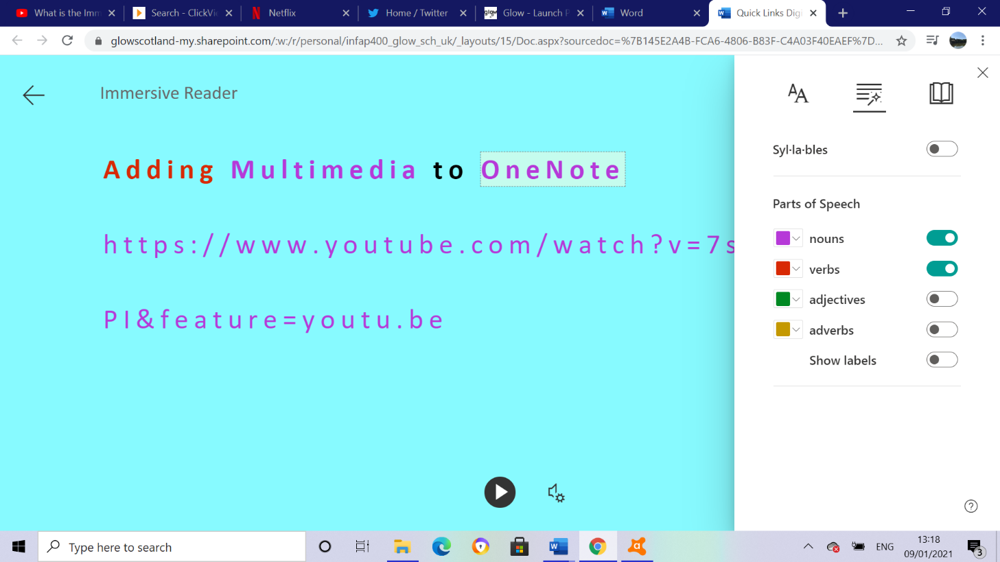 What is the Imm
Search - ClickVi
Netflix
Home / Twitter
Glow - Launch P
Word
Quick Links Digi
glowscotland-my.sharepoint.com/:w:/r/personal/infap400_glow_sch_uk/_layouts/15/Doc.aspx?sourcedoc=%7B145E2A4B-FCA6-4806-B83F-C4A03F40EAEF%7D...
Immersive Reader
Adding Multimedia to OneNote
https://www.youtube.com/watch?v=7s
PI&feature=youtu.be
Syl·la·bles
Parts of Speech
nouns
verbs
adjectives
adverbs
Show labels
Type here to search
ENG
13:18
09/01/2021
3